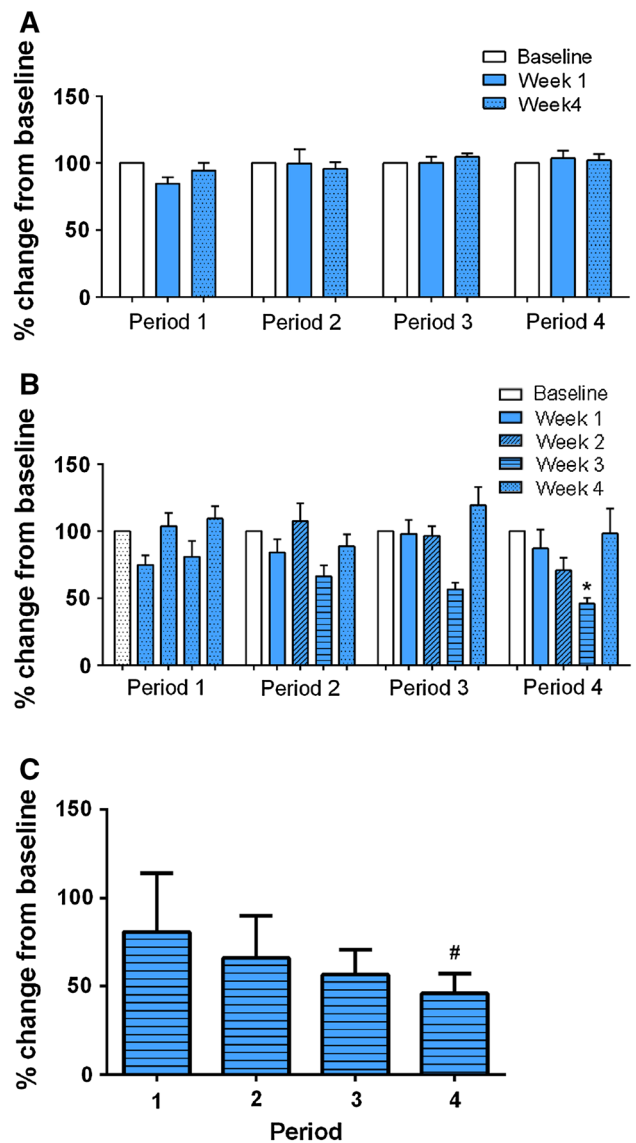 A
% change from baseline
Baseline
Week 1
Week4
150
100
50
0
Period 1 Period 2 Period 3 Period 4
B
% change from baseline
Baseline
Week 1
Week 2
Week 3
Week 4
150
100
50
0
*
Period 1 Period 2 Period 3 Period 4
C
% change from baseline
150
100
50
0
#
1 2 3 4
Period